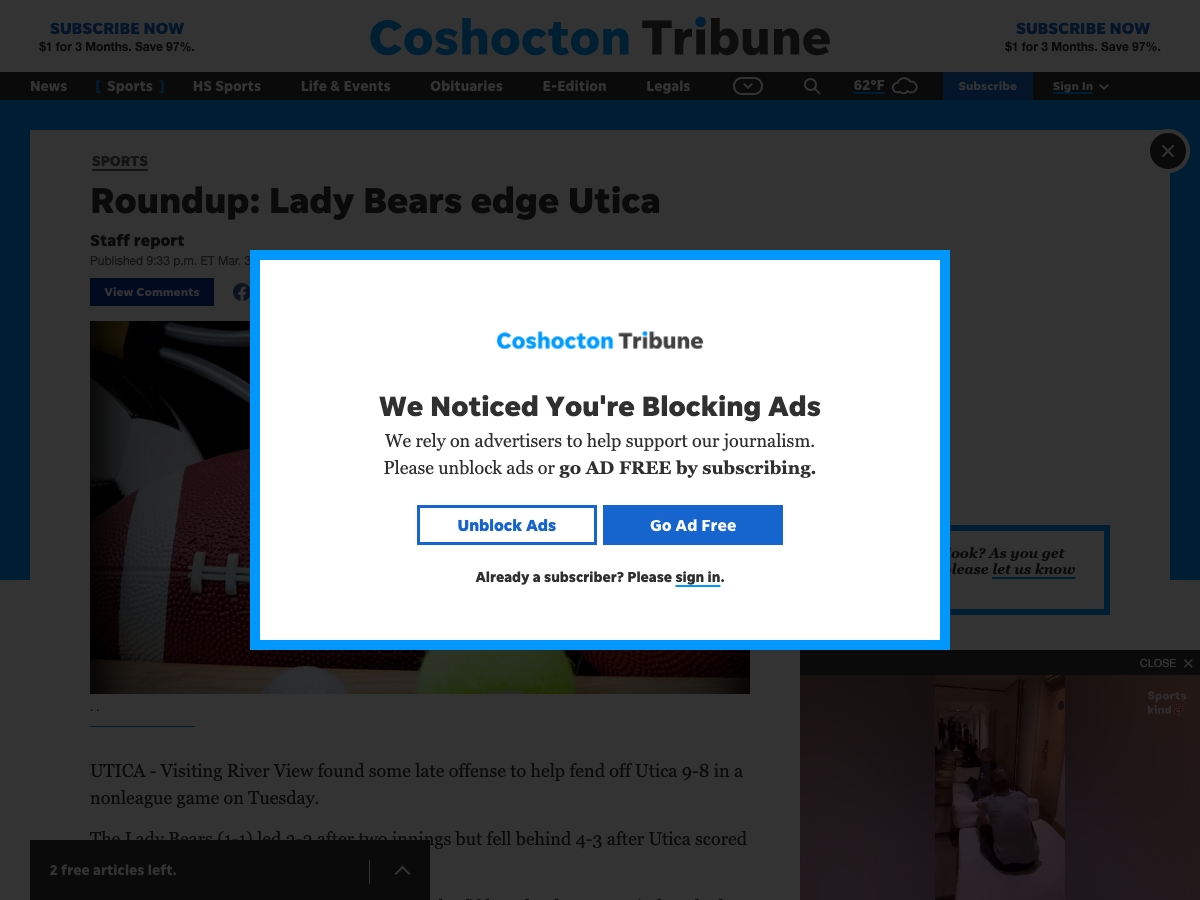 SUBSCRIBE NOW
$1 for 3 Months. Save 97%.
Coshocton Tribune
SUBSCRIBE NOW
$1 for 3 Months. Save 97%.
News Sports HS Sports Life & Events Obituaries E-Edition Legals 62°F Subscribe Sign In
SPORTS
Roundup: Lady Bears edge Utica
Staff report
Published 9:33 p.m. ET Mar. 3
View Comments
Coshocton Tribune
We Noticed You're Blocking Ads
We rely on advertisers to help support our journalism.
Please unblock ads or go AD FREE by subscribing.
Unblock Ads Go Ad Free
Already a subscriber? Please sign in.
As you get
let us know
CLOSE
Sports
kind
. .
UTICA - Visiting River View found some late offense to help fend off Utica 9-8 in a
nonleague game on Tuesday.
The Lady Bears (1-1) led 3-2 after two innings but fell behind 4-3 after Utica scored
2 free articles left.